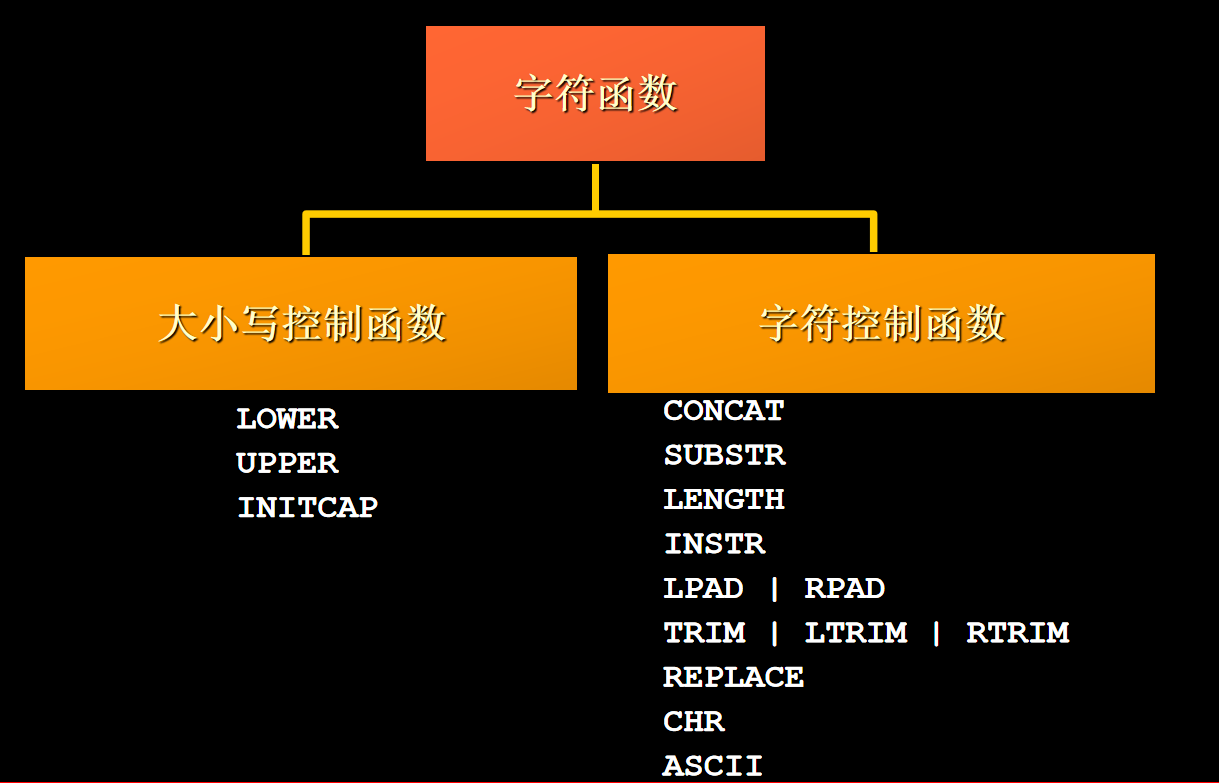 字符函数
大小写控制函数
LOWER
UPPER
INITCAP
字符控制函数
CONCAT
SUBSTR
LENGTH
INSTR
LPAD | RPAD
TRIM | LTRIM | RTRIM
REPLACE
CHR
ASCII